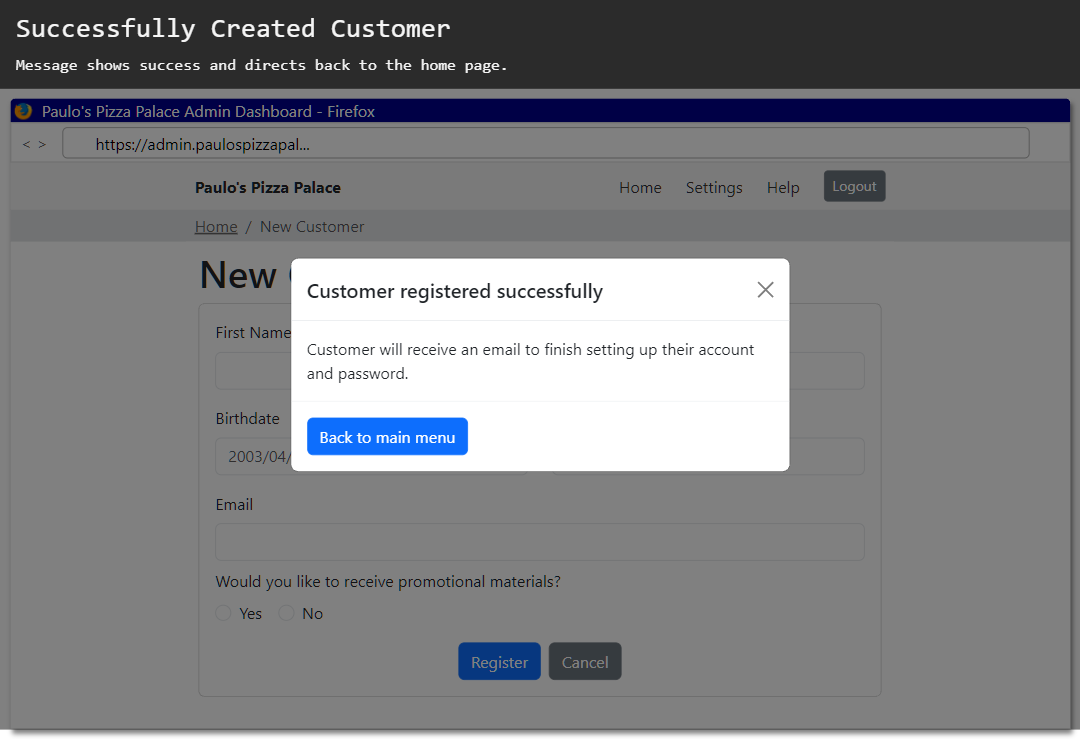 Successfully Created Customer
Message shows success and directs back to the home page.
Paulo's Pizza Palace Admin Dashboard - Firefox
< > https://admin.paulospizzapal...
Paulo's Pizza Palace Home Settings Help Logout
Home / New Customer
New
Customer registered successfully
First Name
Customer will receive an email to finish setting up their account
and password.
Birthdate
Back to main menu
2003/04/
Email
Would you like to receive promotional materials?
Yes No
Register Cancel